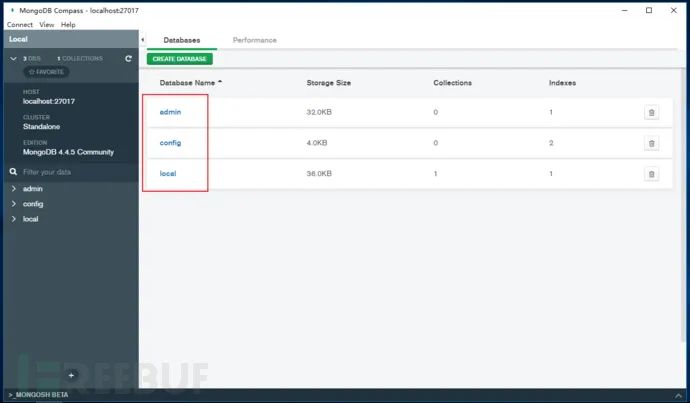 MongoDB Compass - localhost:27017
Connect View Help
Local
3 DBS 1 COLLECTIONS
FAVORITE
HOST
localhost:27017
CLUSTER
Standalone
EDITION
MongoDB 4.4.5 Community
Filter your data
admin
config
local
>_MONGOSH BETA
Databases Performance
CREATE DATABASE
Database Name Storage Size Collections Indexes
admin 32.0KB 0 1
config 4.0KB 0 2
local 36.0KB 1 1
FREEBUF